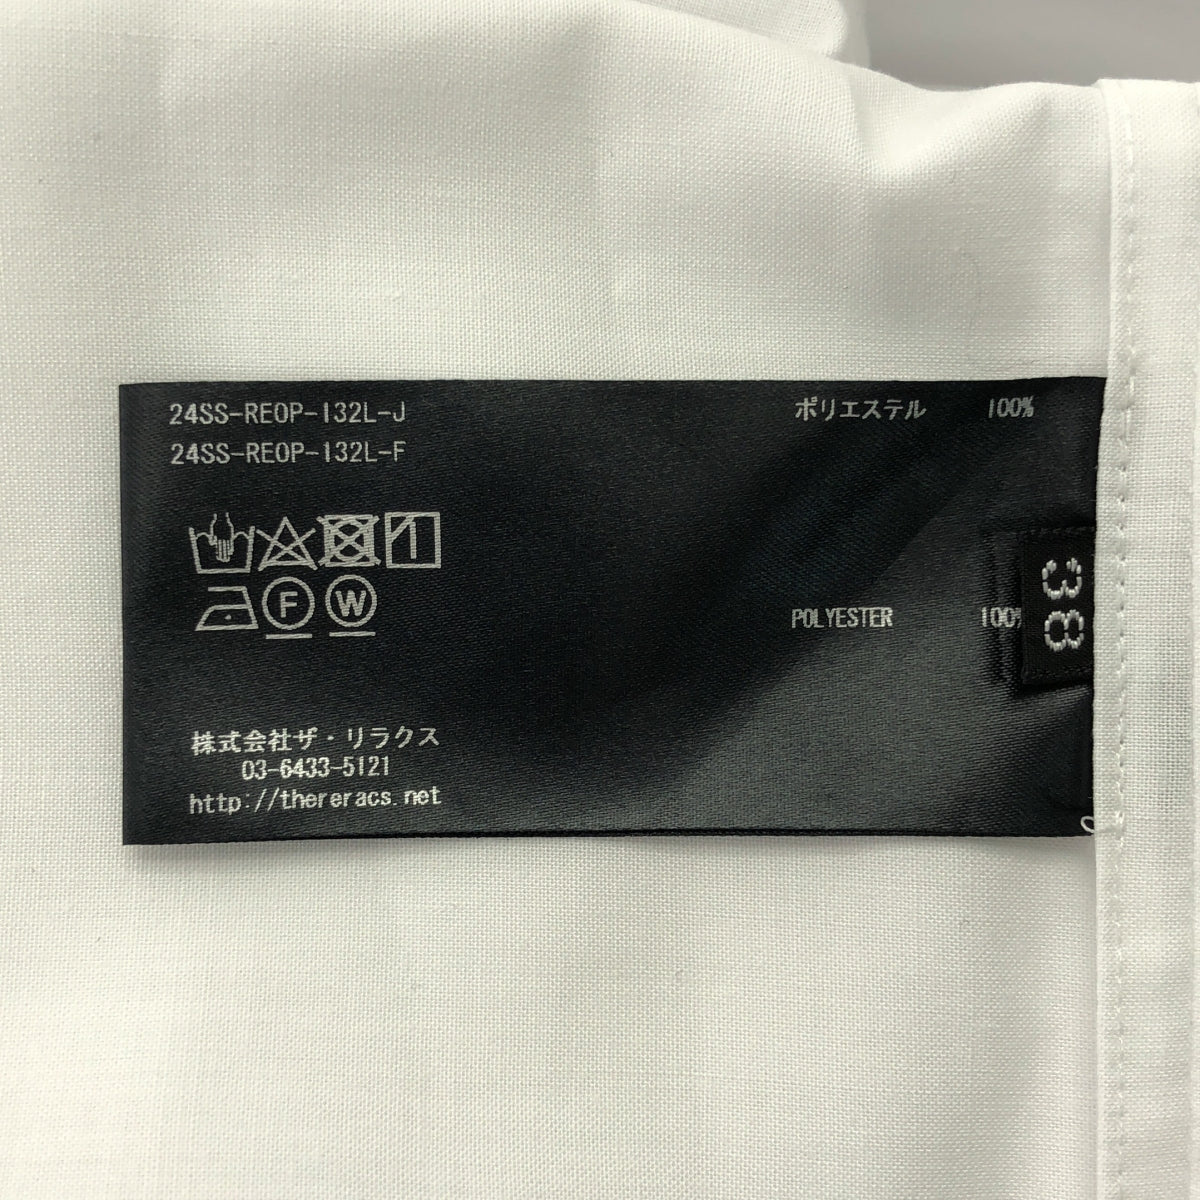 24SS-REOP-132L-J
24SS-REOP-132L-F
ポリエステル 100%
F W
POLYESTER 100%
38
株式会社ザ・リラクス
03-6433-5121
http://thereracs.net